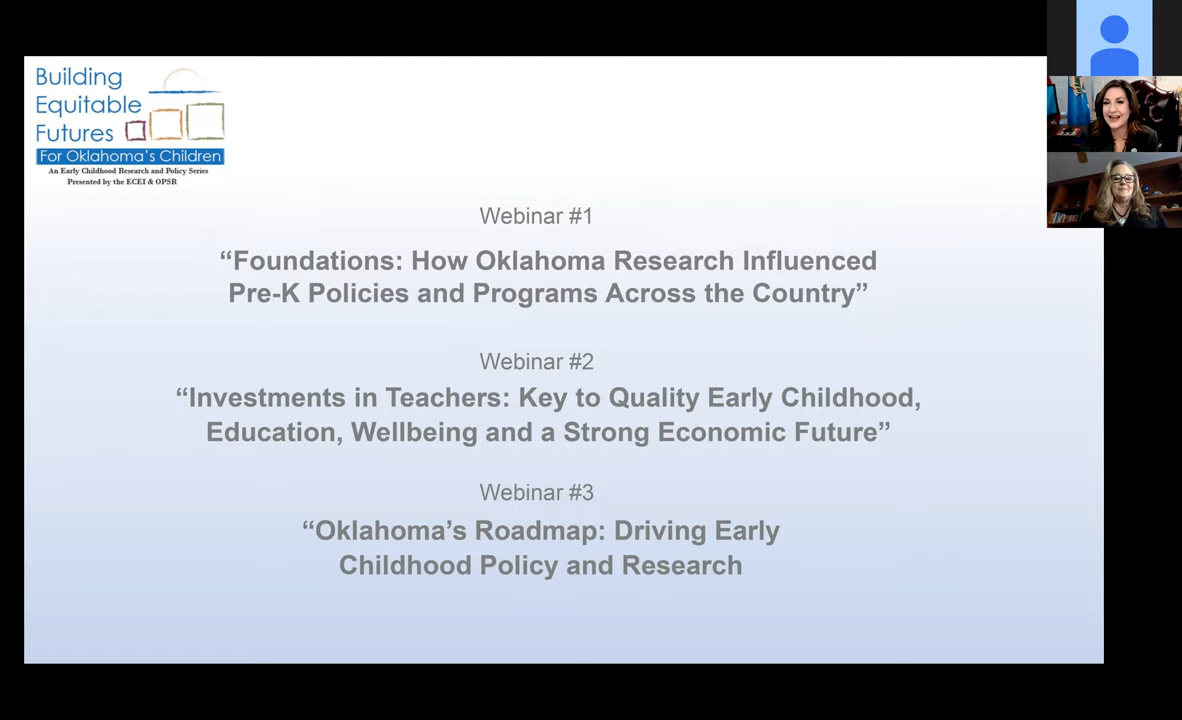 Building
Equitable
Futures
For Oklahoma's Children
An Early Childhood Research and Policy Series
Presented by the ECEI & OPSR
Webinar #1
“Foundations: How Oklahoma Research Influenced
Pre-K Policies and Programs Across the Country”
Webinar #2
“Investments in Teachers: Key to Quality Early Childhood,
Education, Wellbeing and a Strong Economic Future”
Webinar #3
“Oklahoma’s Roadmap: Driving Early
Childhood Policy and Research